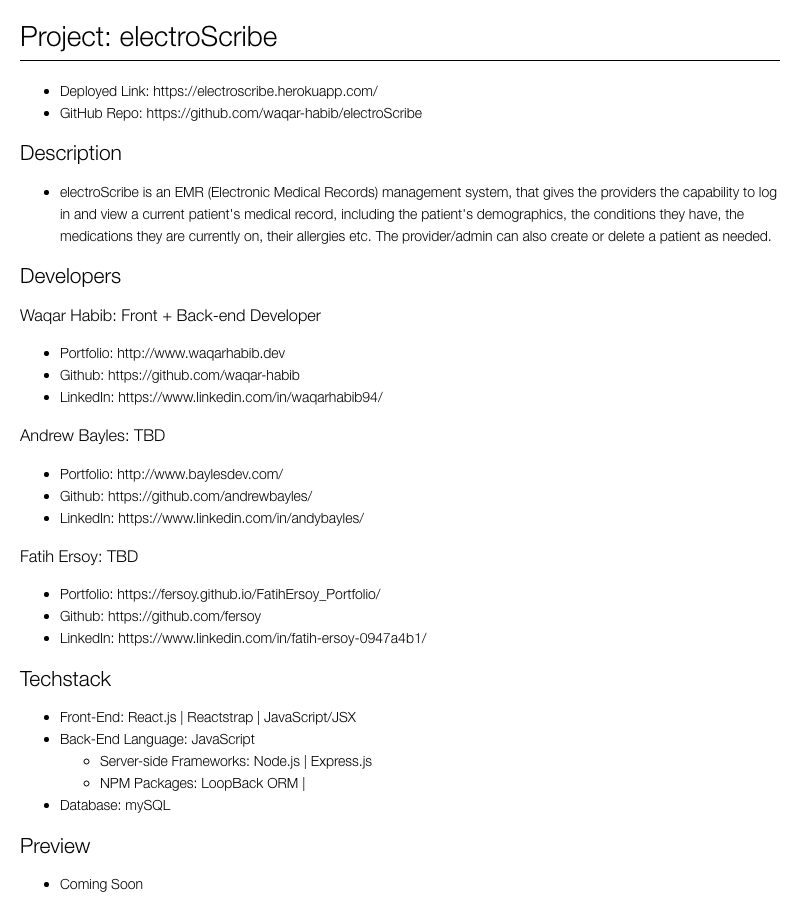 Project: electroScribe
Deployed Link: https://electroscribe.herokuapp.com/
GitHub Repo: https://github.com/waqar-habib/electroScribe
Description
electroScribe is an EMR (Electronic Medical Records) management system, that gives the providers the capability to log
in and view a current patient's medical record, including the patient's demographics, the conditions they have, the
medications they are currently on, their allergies etc. The provider/admin can also create or delete a patient as needed.
Developers
Waqar Habib: Front + Back-end Developer
Portfolio: http://www.waqarhabib.dev
Github: https://github.com/waqar-habib
LinkedIn: https://www.linkedin.com/in/waqarhabib94/
Andrew Bayles: TBD
Portfolio: http://www.baylesdev.com/
Github: https://github.com/andrewbayles/
LinkedIn: https://www.linkedin.com/in/andybayles/
Fatih Ersoy: TBD
Portfolio: https://fersoy.github.io/FatihErsoy_Portfolio/
Github: https://github.com/fersoy
LinkedIn: https://www.linkedin.com/in/fatih-ersoy-0947a4b1/
Techstack
Front-End: React.js | Reactstrap | JavaScript/JSX
Back-End Language: JavaScript
Server-side Frameworks: Node.js | Express.js
NPM Packages: LoopBack ORM |
Database: mySQL
Preview
Coming Soon